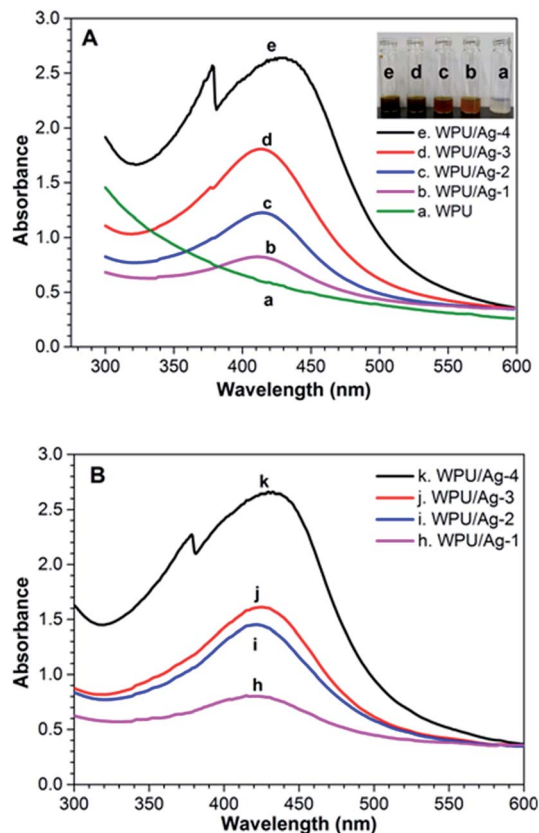 A
3.0
2.5
2.0
1.5
1.0
0.5
0.0
Absorbance
e
d
c
b
a
e d c b a
e. WPU/Ag-4
d. WPU/Ag-3
c. WPU/Ag-2
b. WPU/Ag-1
a. WPU
300 350 400 450 500 550 600
Wavelength (nm)
B
3.0
2.5
2.0
1.5
1.0
0.5
0.0
Absorbance
k
j
i
h
k. WPU/Ag-4
j. WPU/Ag-3
i. WPU/Ag-2
h. WPU/Ag-1
300 350 400 450 500 550 600
Wavelength (nm)